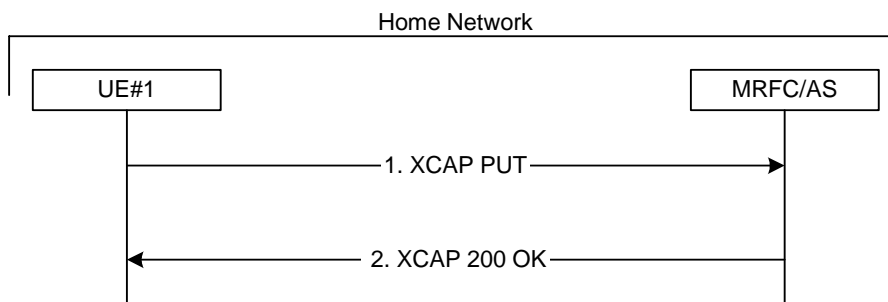 Home Network
UE#1
MRFC/AS
1. XCAP PUT
2. XCAP 200 OK